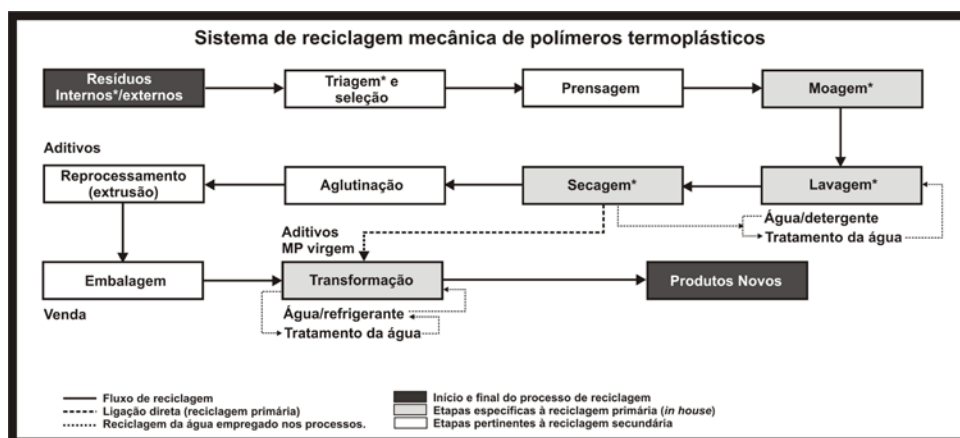 Sistema de reciclagem mecânica de polímeros termoplásticos
Resíduos
Internos*/externos
Triagem* e
seleção
Prensagem
Moagem*
Aditivos
Reprocessamento
(extrusão)
Aglutinação
Secagem*
Lavagem*
Água/detergente
Tratamento da água
Aditivos
MP virgem
Embalagem
Transformação
Produtos Novos
Venda
Água/refrigerante
Tratamento da água
Fluxo de reciclagem
Ligação direta (reciclagem primária)
Reciclagem da água empregado nos processos.
Início e final do processo de reciclagem
Etapas específicas à reciclagem primária (in house)
Etapas pertinentes à reciclagem secundária